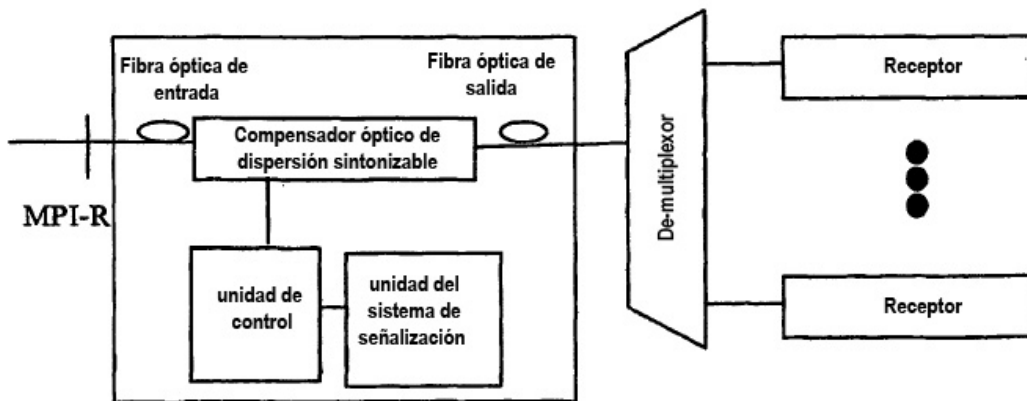 Fibra óptica de
entrada
Fibra óptica de
salida
Compensador óptico de
dispersión sintonizable
MPI-R
unidad de
control
unidad del
sistema de
señalización
De-multiplexor
Receptor
Receptor